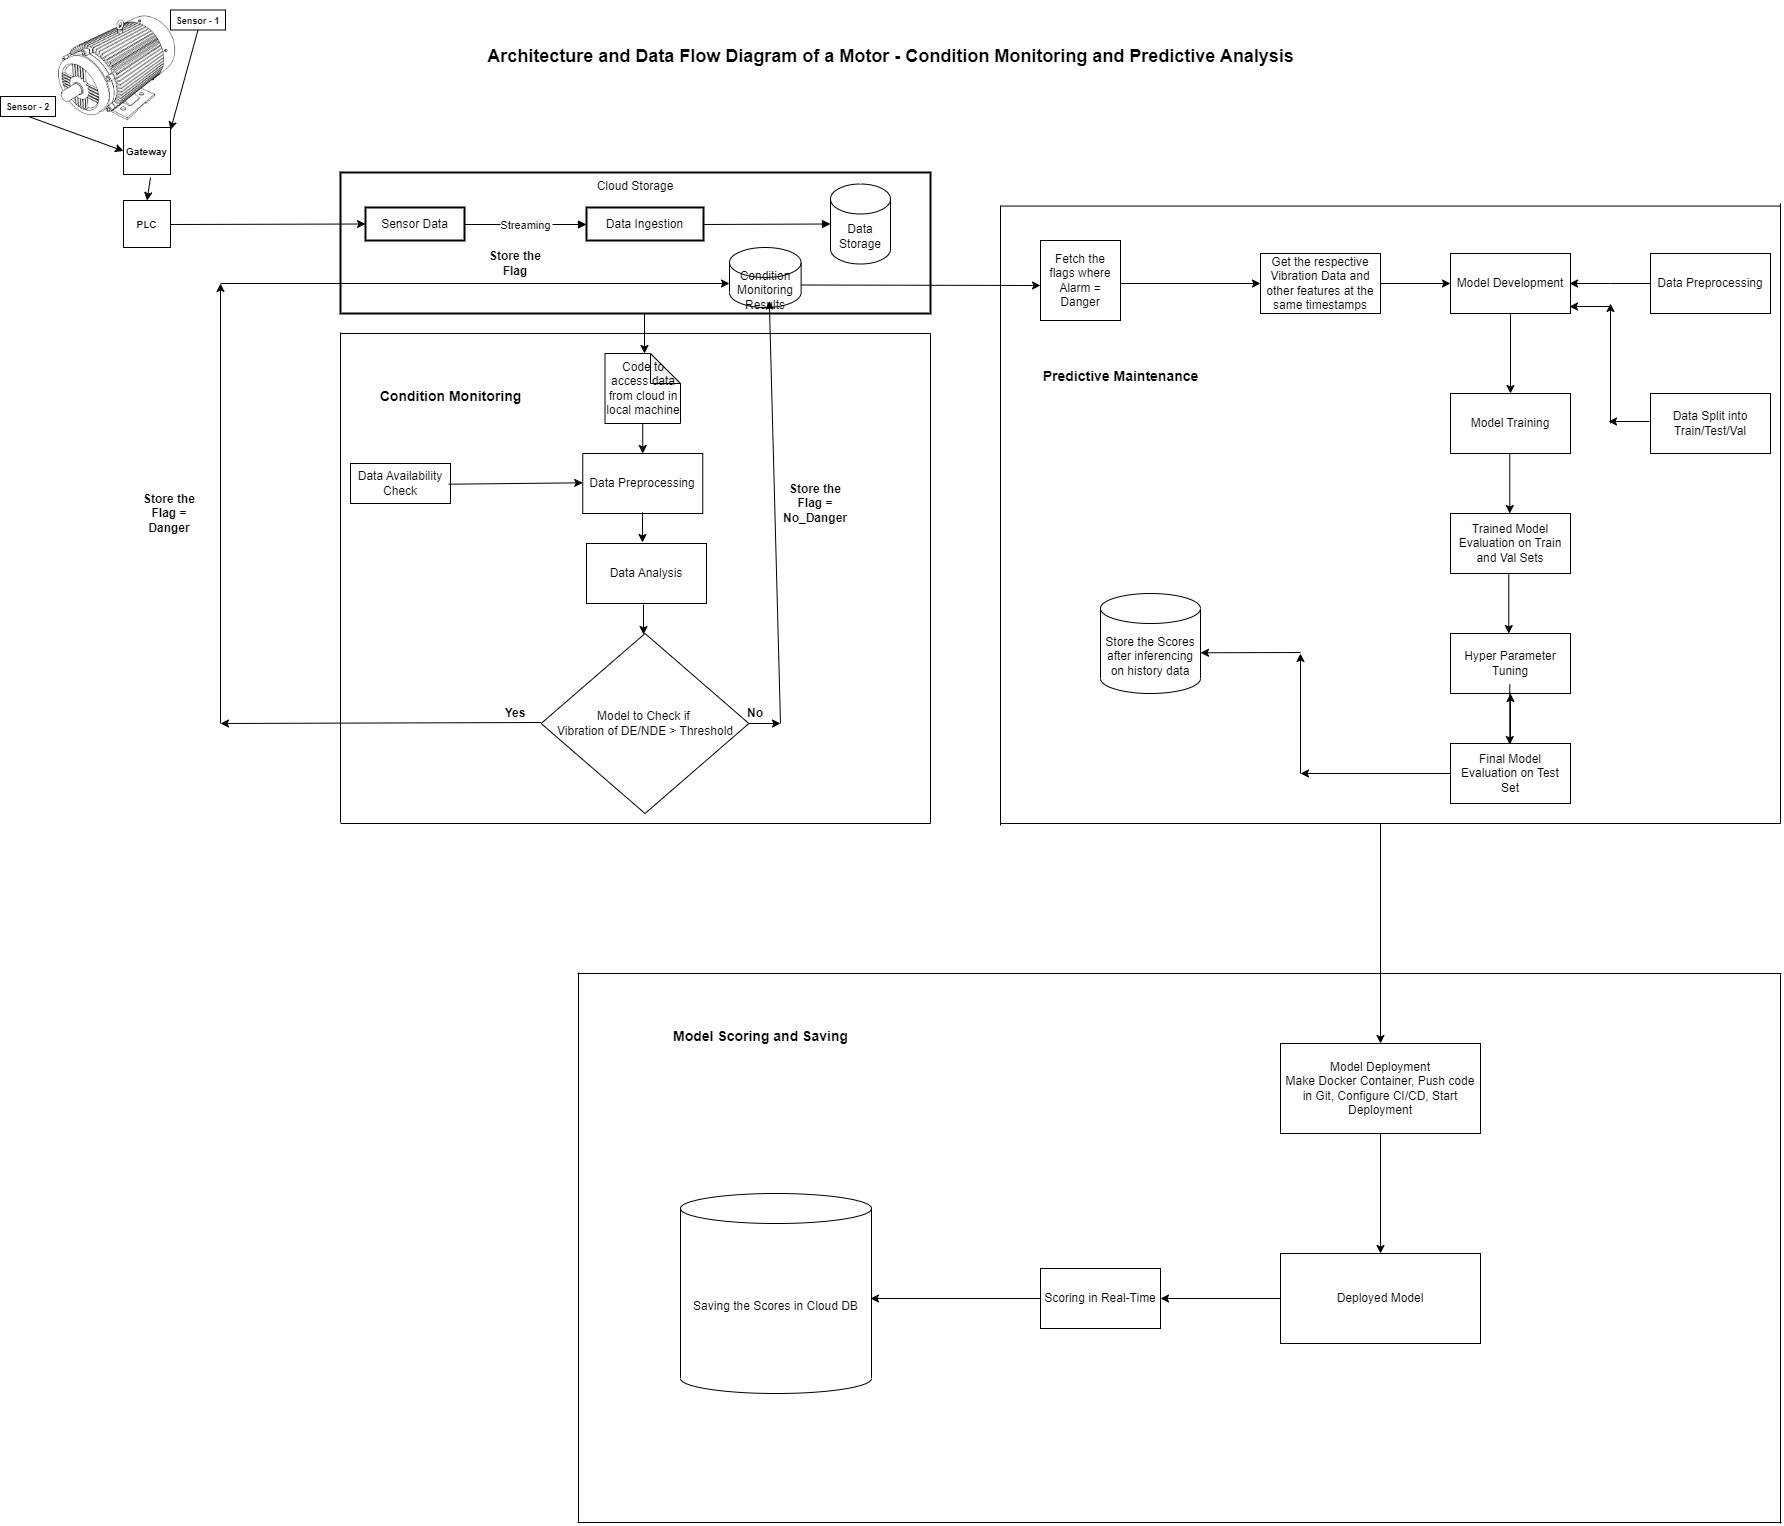 Sensor - 1
Architecture and Data Flow Diagram of a Motor - Condition Monitoring and Predictive Analysis
Sensor - 2
Gateway
PLC
Cloud Storage
Sensor Data
Streaming
Data Ingestion
Data
Storage
Store the
Flag
Condition
Monitoring
Results
Fetch the
flags where
Alarm =
Danger
Get the respective
Vibration Data and
other features at the
same timestamps
Model Development
Data Preprocessing
Predictive Maintenance
Model Training
Data Split into
Train/Test/Val
Condition Monitoring
Code to
access data
from cloud in
local machine
Data Availability
Check
Data Preprocessing
Store the
Flag =
Danger
Store the
Flag =
No_Danger
Data Analysis
Trained Model
Evaluation on Train
and Val Sets
Store the Scores
after inferencing
on history data
Hyper Parameter
Tuning
Yes
No
Model to Check if
Vibration of DE/NDE > Threshold
Final Model
Evaluation on Test
Set
Model Scoring and Saving
Model Deployment
Make Docker Container, Push code
in Git, Configure CI/CD, Start
Deployment
Saving the Scores in Cloud DB
Scoring in Real-Time
Deployed Model